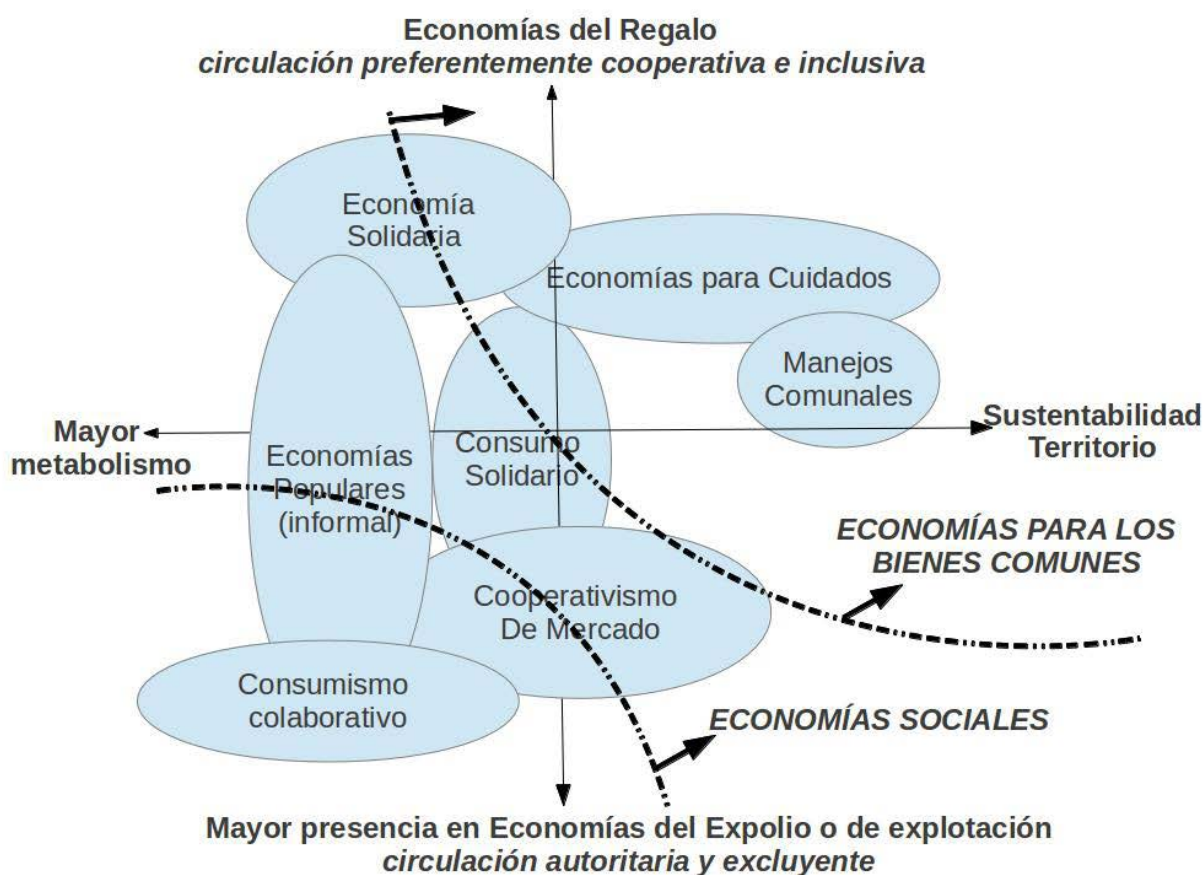 Economías del Regalo
circulación preferentemente cooperativa e inclusiva
Economía
Solidaria
Economías para Cuidados
Manejos
Comunales
Mayor
metabolismo
Sustentabilidad
Territorio
Economías
Populares
(informal)
Consumo
Solidario
ECONOMÍAS PARA LOS
BIENES COMUNES
Cooperativismo
De Mercado
Consumismo
colaborativo
ECONOMÍAS SOCIALES
Mayor presencia en Economías del Expolio o de explotación
circulación autoritaria y excluyente